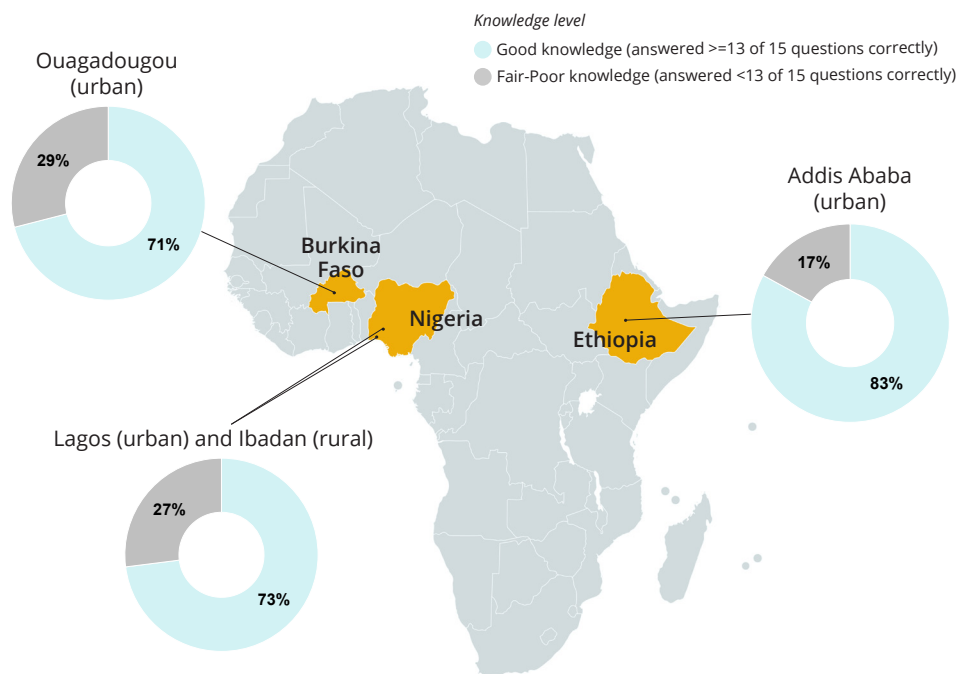 Knowledge level
Good knowledge (answered >=13 of 15 questions correctly)
Fair-Poor knowledge (answered <13 of 15 questions correctly)
Ouagadougou
(urban)
29%
71%
Addis Ababa
(urban)
17%
83%
Burkina
Faso
Nigeria
Ethiopia
Lagos (urban) and Ibadan (rural)
27%
73%